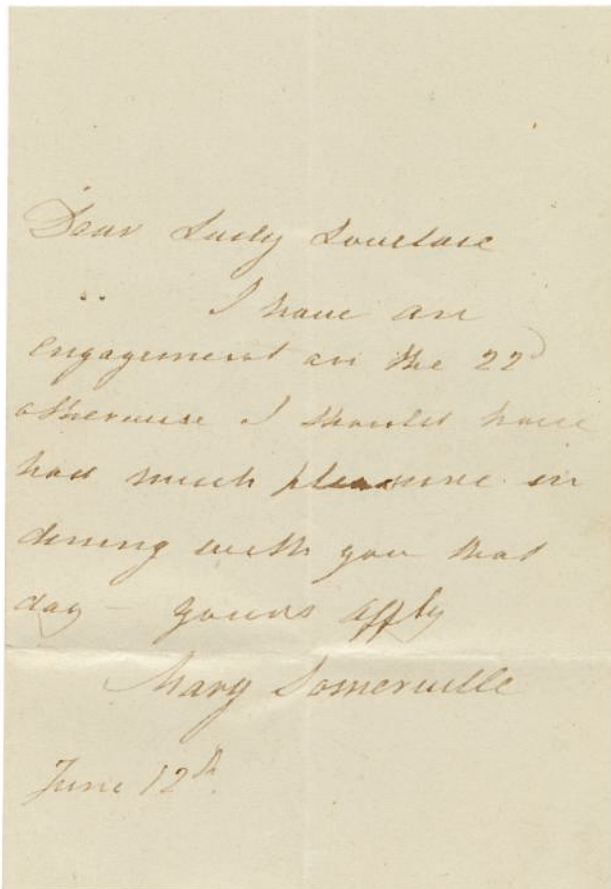 Dear Lady Lovelace
I have an
engagement on the 22d
otherwise I should have
had much pleasure in
dining with you that
day – yours affly
Mary Somerville
June 12th.